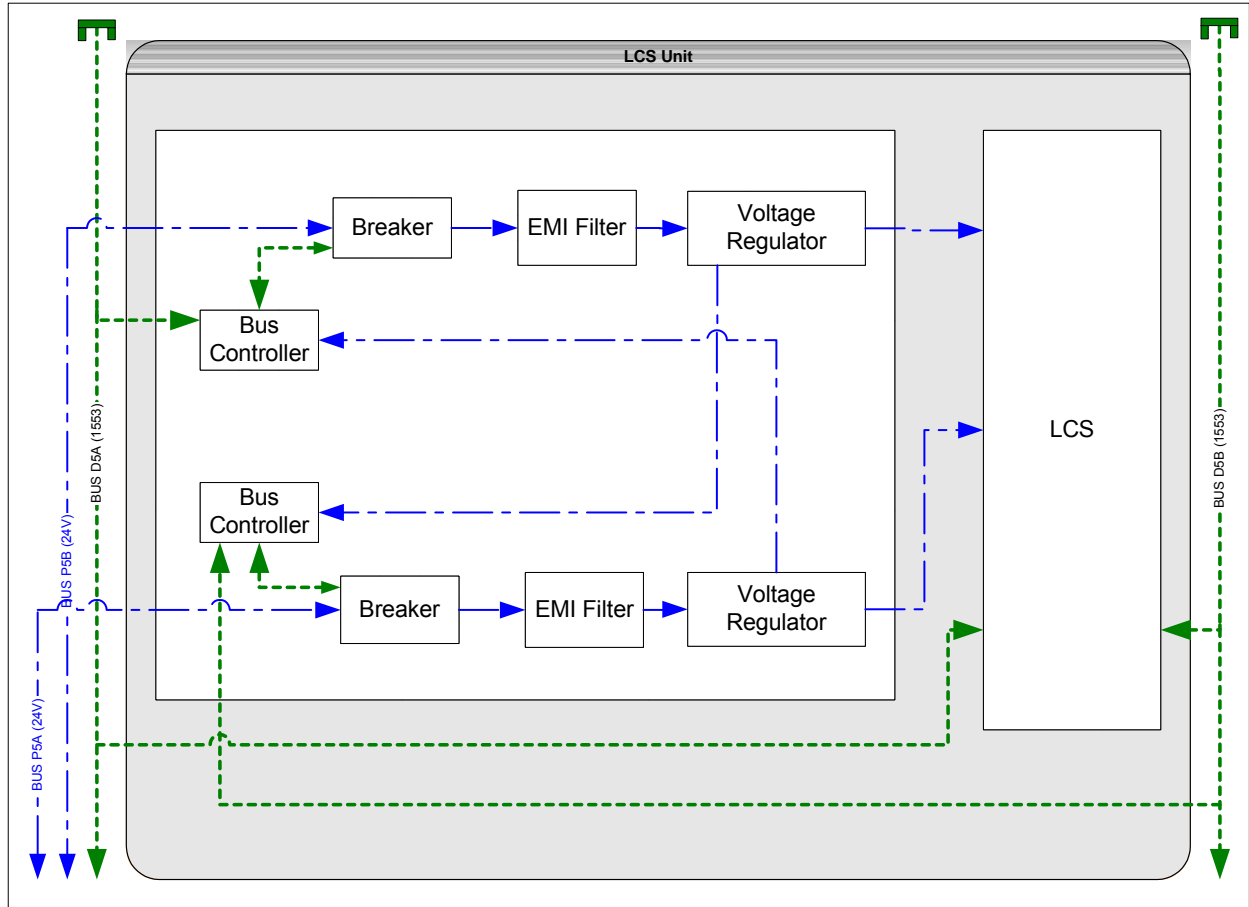 LCS Unit
Breaker
EMI Filter
Voltage
Regulator
Bus
Controller
LCS
Bus
Controller
Breaker
EMI Filter
Voltage
Regulator
BUS P5A (24V)
BUS P5B (24V)
BUS D5A (1553)
BUS D5B (1553)